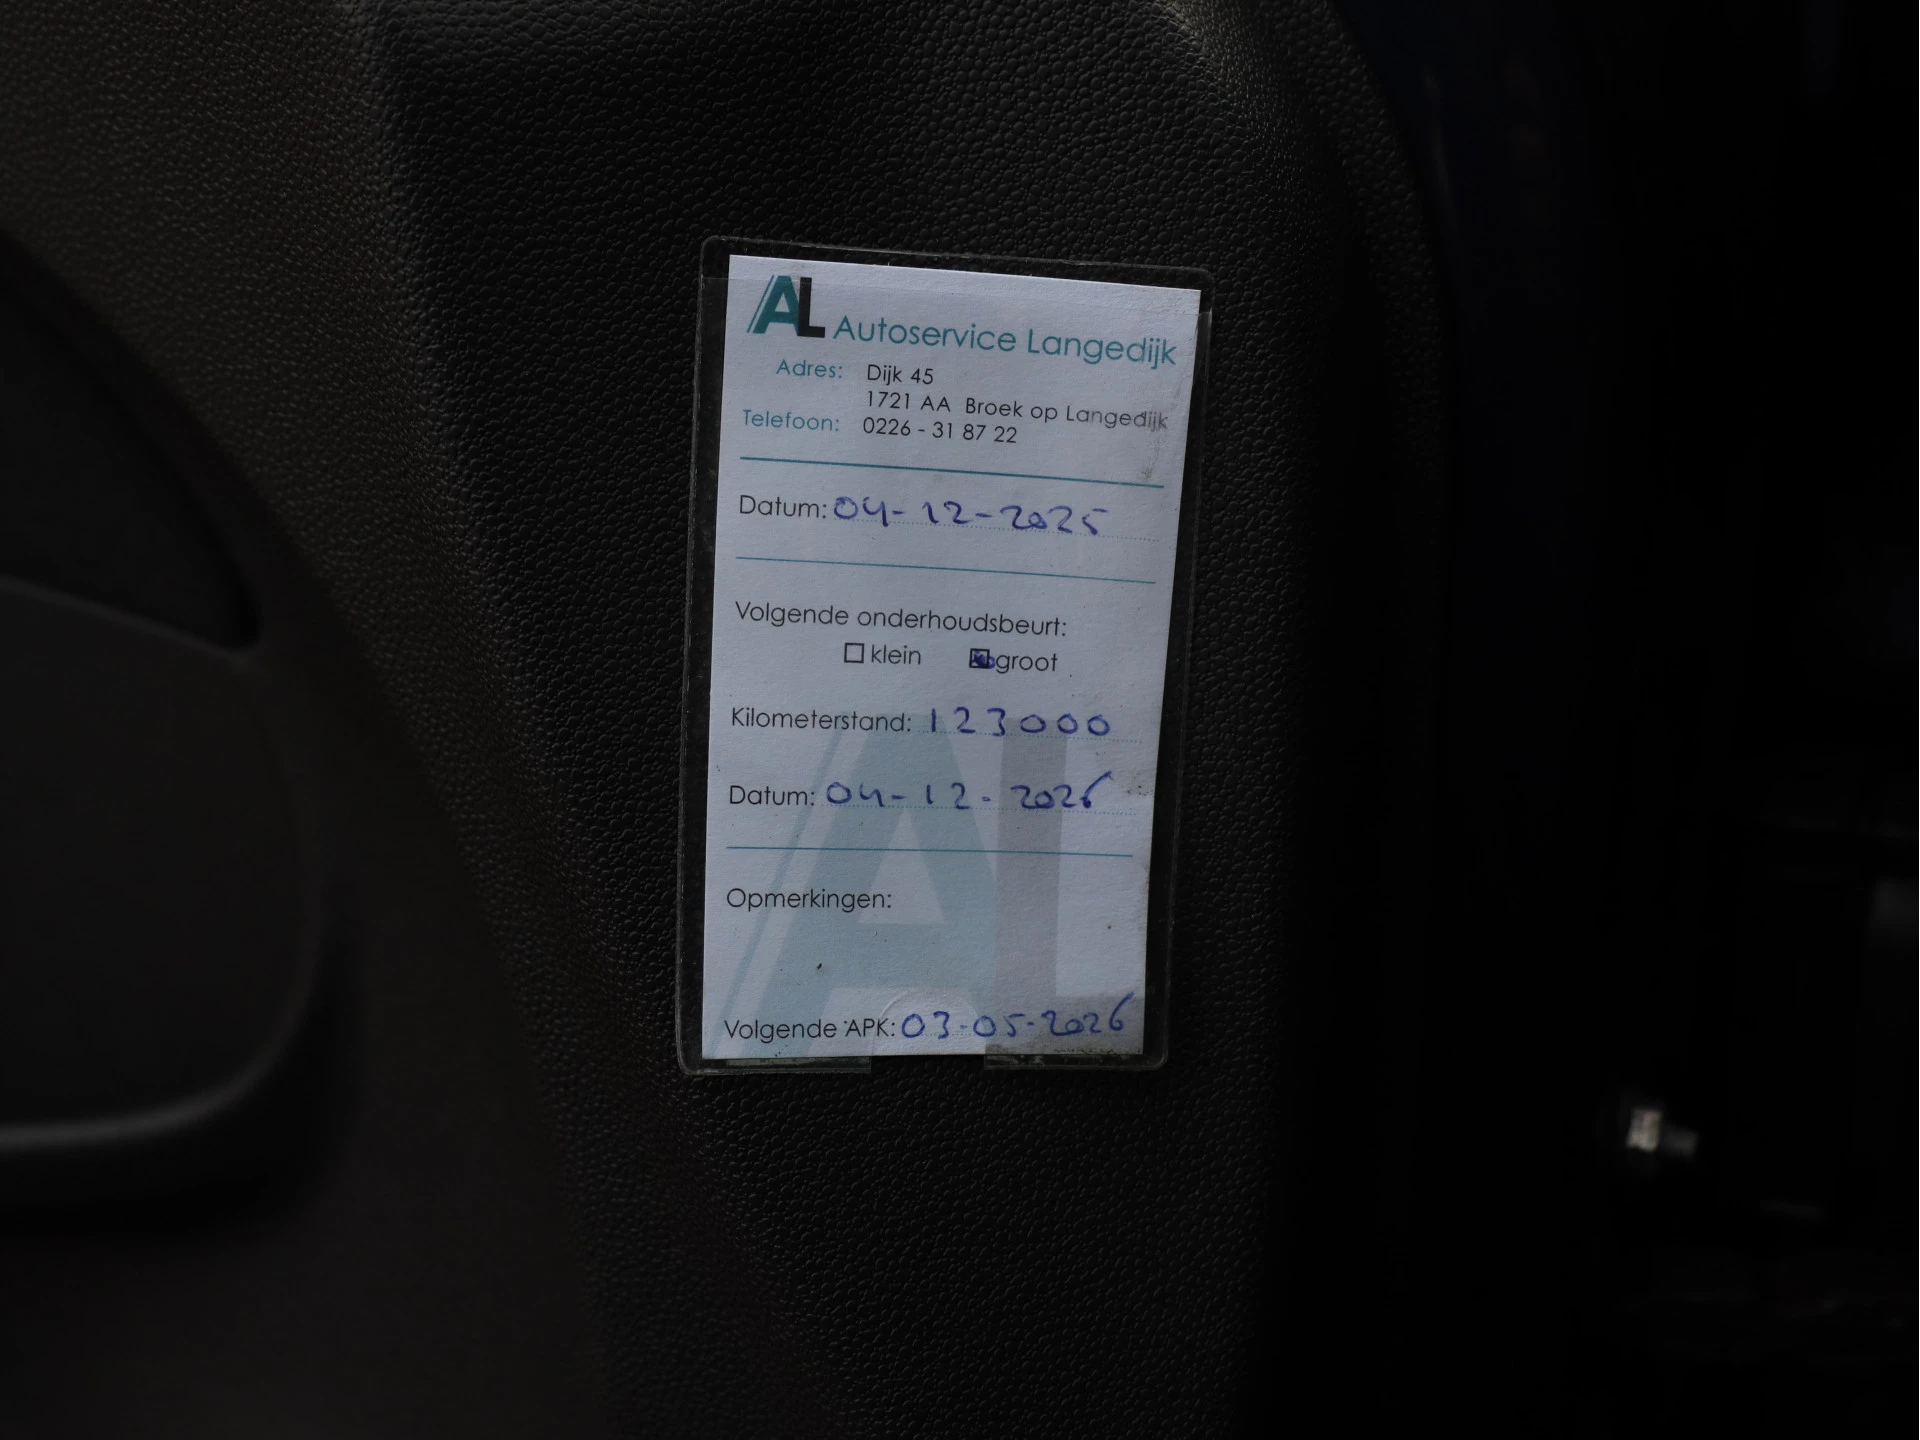 AL Autoservice Langedijk
Adres: Dijk 45
1721 AA Broek op Langedijk
Telefoon: 0226 - 31 87 22
Datum: 04-12-2025
Volgende onderhoudsbeurt:
klein groot
Kilometerstand: 123000
Datum: 04-12-2026
Opmerkingen:
Volgende APK: 03-05-2026